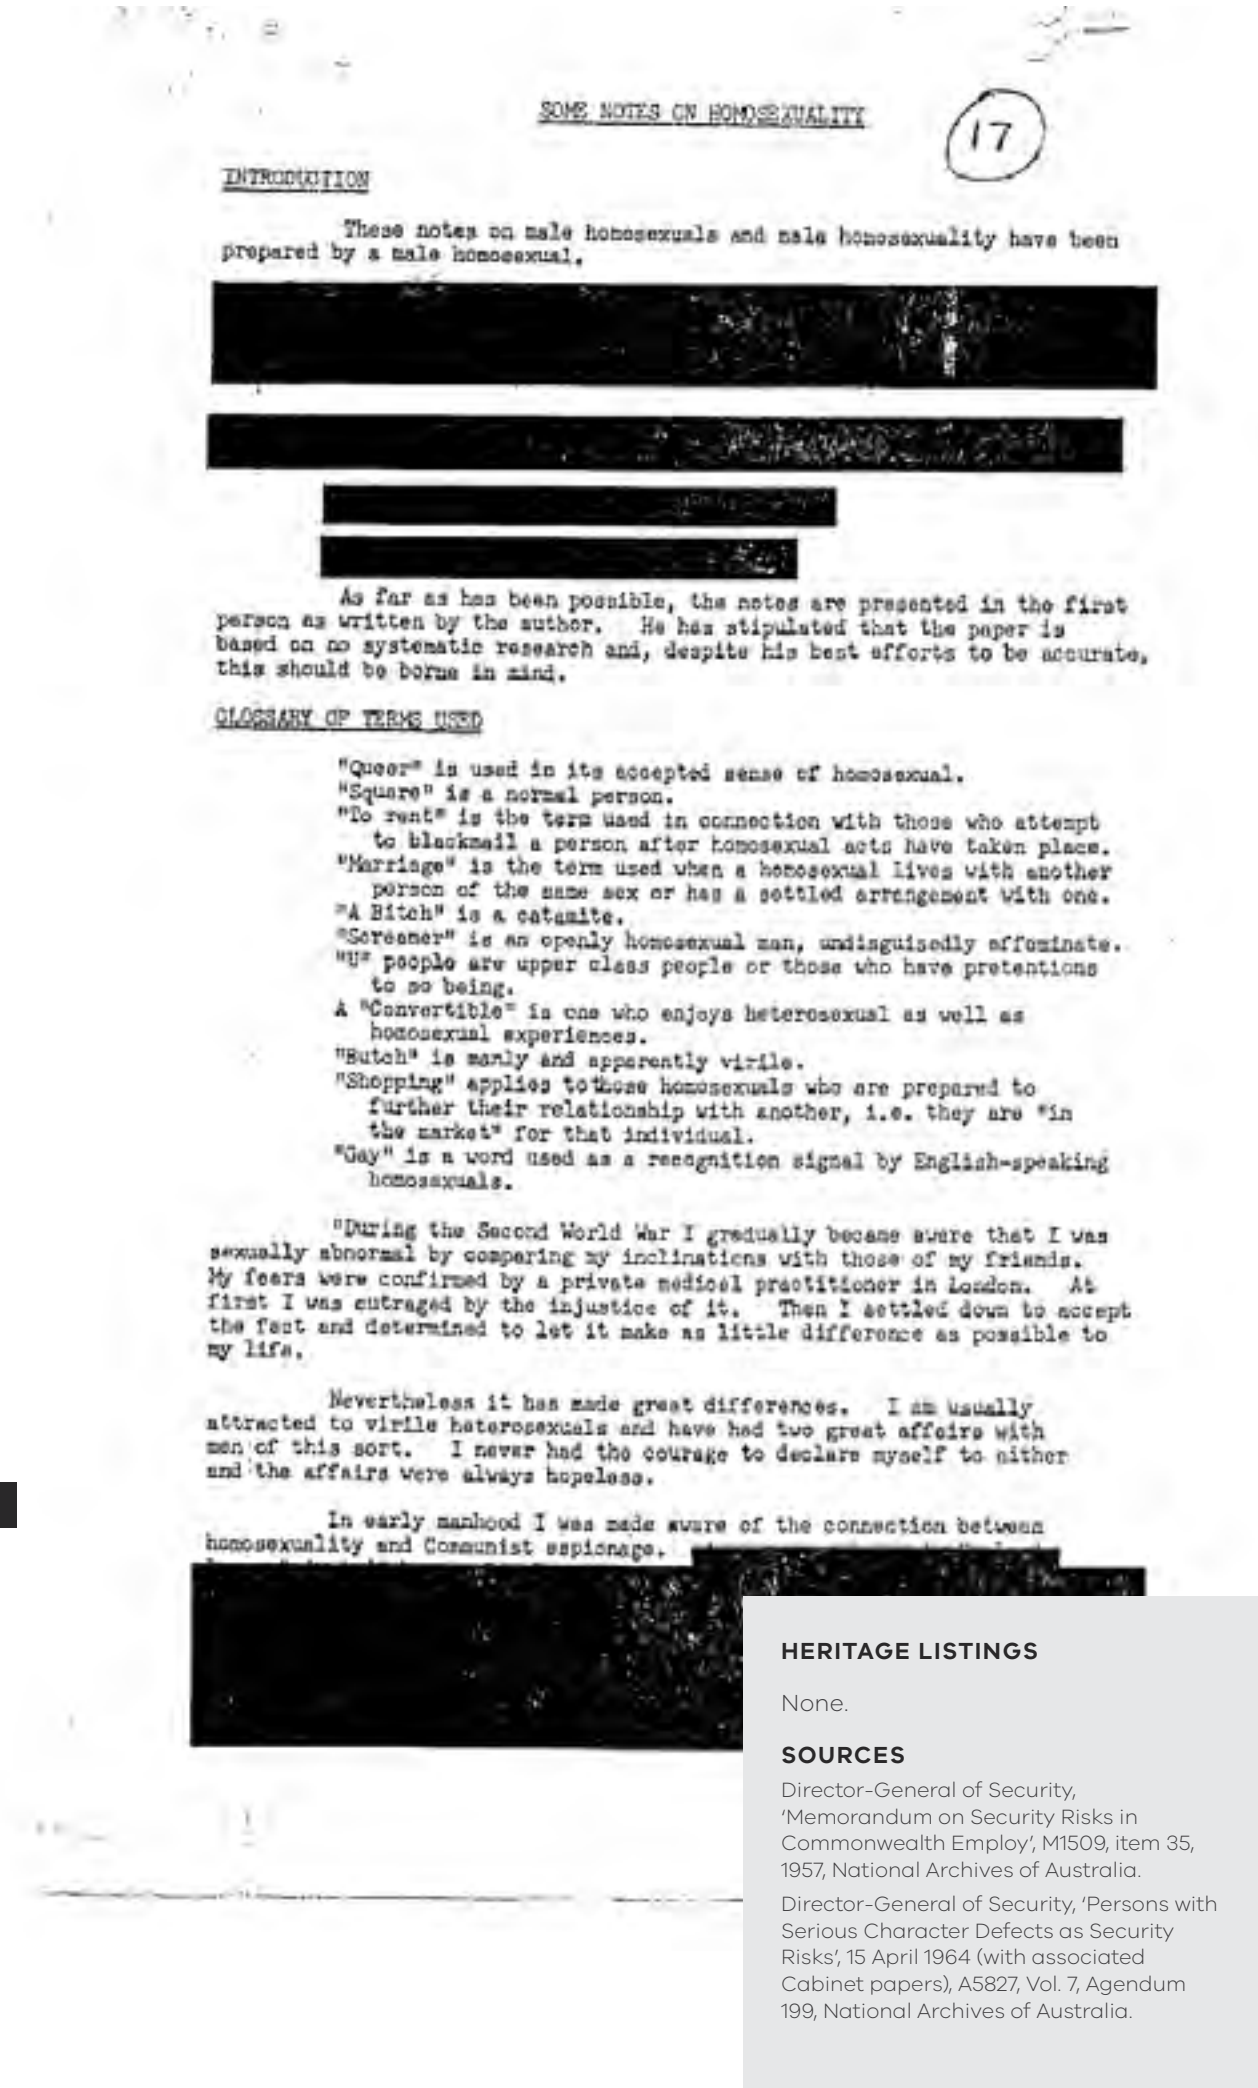 SOME NOTES ON HOMOSEXUALITY
17
INTRODUCTION
These notes on male homosexuals and male homosexuality have been
prepared by a male homosexual.
As far as has been possible, the notes are presented in the first
person as written by the author. He has stipulated that the paper is
based on no systematic research and, despite his best efforts to be accurate,
this should be borne in mind.
GLOSSARY OF TERMS USED
"Queer" is used in its accepted sense of homosexual.
"Square" is a normal person.
"To rent" is the term used in connection with those who attempt
to blackmail a person after homosexual acts have taken place.
"Marriage" is the term used when a homosexual lives with another
person of the same sex or has a settled arrangement with one.
"A Bitch" is a catamite.
"Screamer" is an openly homosexual man, undisguisedly effeminate.
"U" people are upper class people or those who have pretentions
to so being.
A "Convertible" is one who enjoys heterosexual as well as
homosexual experiences.
"Butch" is manly and apparently virile.
"Shopping" applies to those homosexuals who are prepared to
further their relationship with another, i.e. they are "in
the market" for that individual.
"Gay" is a word used as a recognition signal by English-speaking
homosexuals.
"During the Second World War I gradually became aware that I was
sexually abnormal by comparing my inclinations with those of my friends.
My fears were confirmed by a private medical practitioner in London. At
first I was outraged by the injustice of it. Then I settled down to accept
the fact and determined to let it make as little difference as possible to
my life.
Nevertheless it has made great differences. I am usually
attracted to virile heterosexuals and have had two great affairs with
men of this sort. I never had the courage to declare myself to either
and the affairs were always hopeless.
In early manhood I was made aware of the connection between
homosexuality and Communist espionage.
HERITAGE LISTINGS
None.
SOURCES
Director-General of Security,
‘Memorandum on Security Risks in
Commonwealth Employ’, M1509, item 35,
1957, National Archives of Australia.
Director-General of Security, ‘Persons with
Serious Character Defects as Security
Risks’, 15 April 1964 (with associated
Cabinet papers), A5827, Vol. 7, Agendum
199, National Archives of Australia.